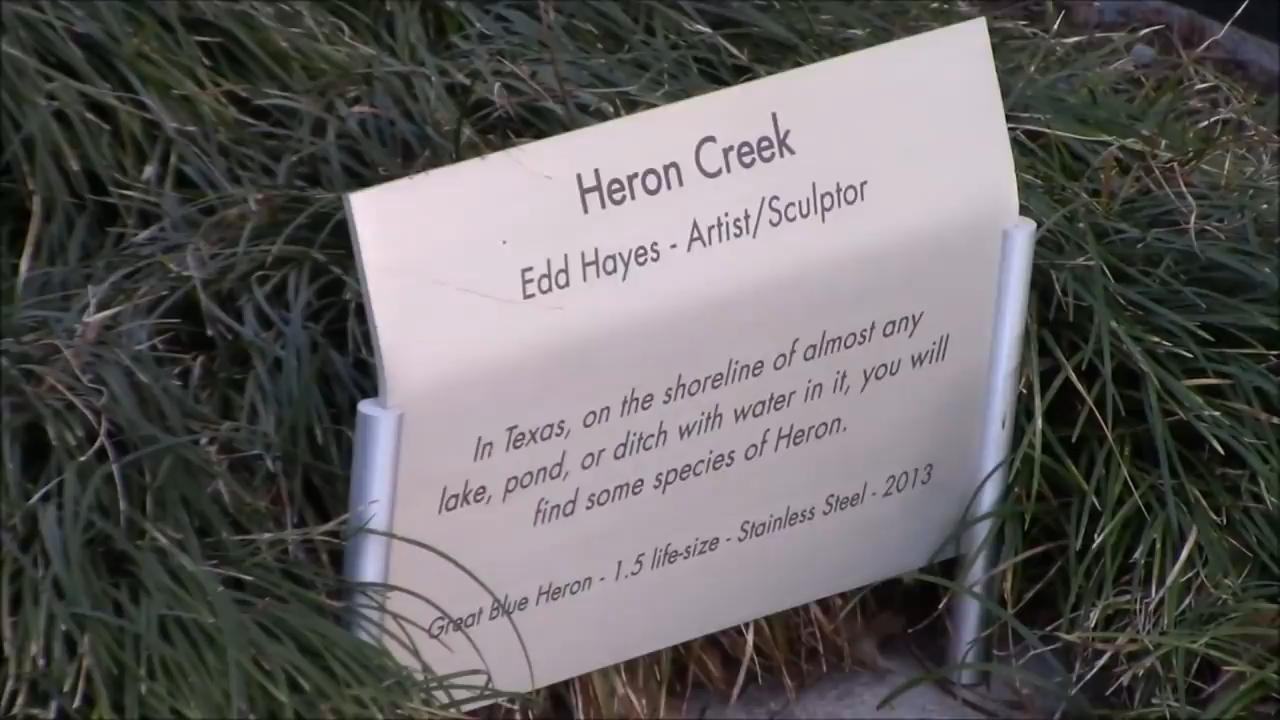 Heron Creek
Edd Hayes - Artist/Sculptor
In Texas, on the shoreline of almost any
lake, pond, or ditch with water in it, you will
find some species of Heron.
Great Blue Heron - 1.5 life-size - Stainless Steel - 2013